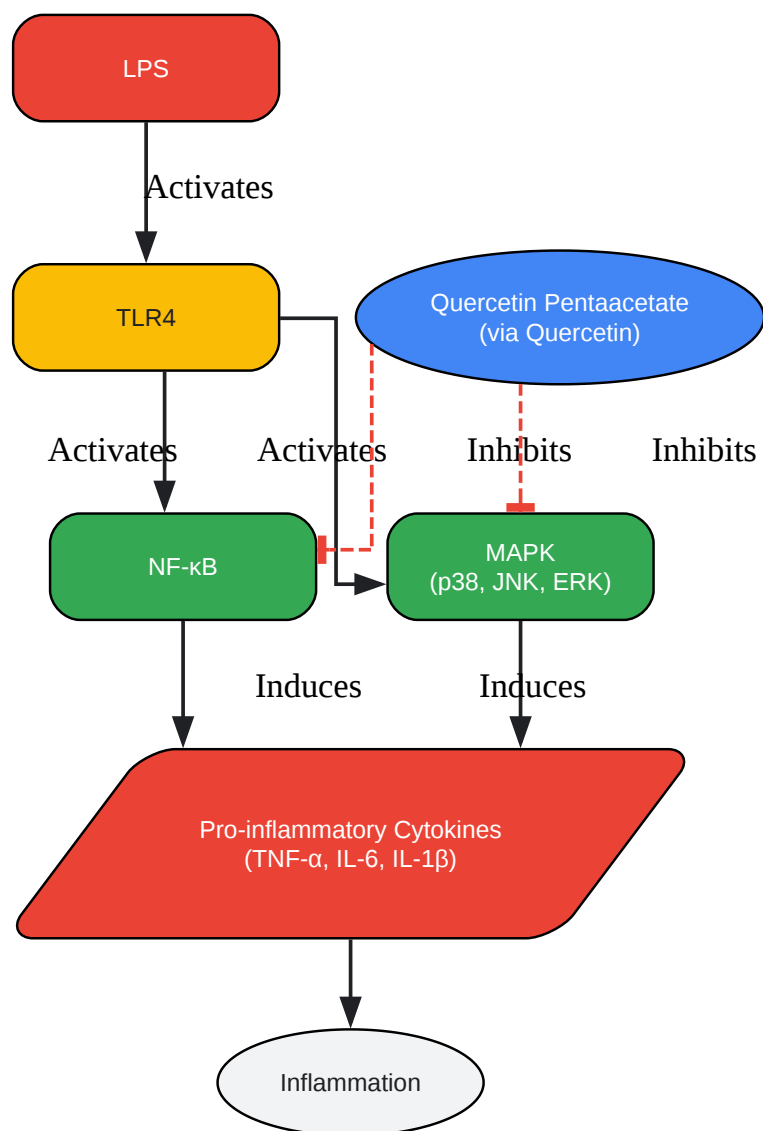 LPS
Activates
TLR4
Quercetin Pentaacetate
(via Quercetin)
Activates
Activates
Inhibits
Inhibits
NF-κB
MAPK
(p38, JNK, ERK)
Induces
Induces
Pro-inflammatory Cytokines
(TNF-α, IL-6, IL-1β)
Inflammation